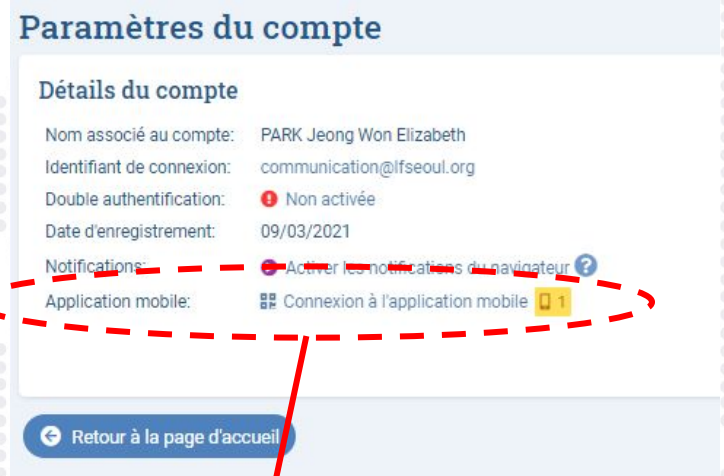 Paramètres du compte
Détails du compte
Nom associé au compte: PARK Jeong Won Elizabeth
Identifiant de connexion: communication@lfseoul.org
Double authentification: Non activée
Date d'enregistrement: 09/03/2021
Notifications: Activer les notifications du navigateur ?
Application mobile: Connexion à l'application mobile 1
Retour à la page d'accueil